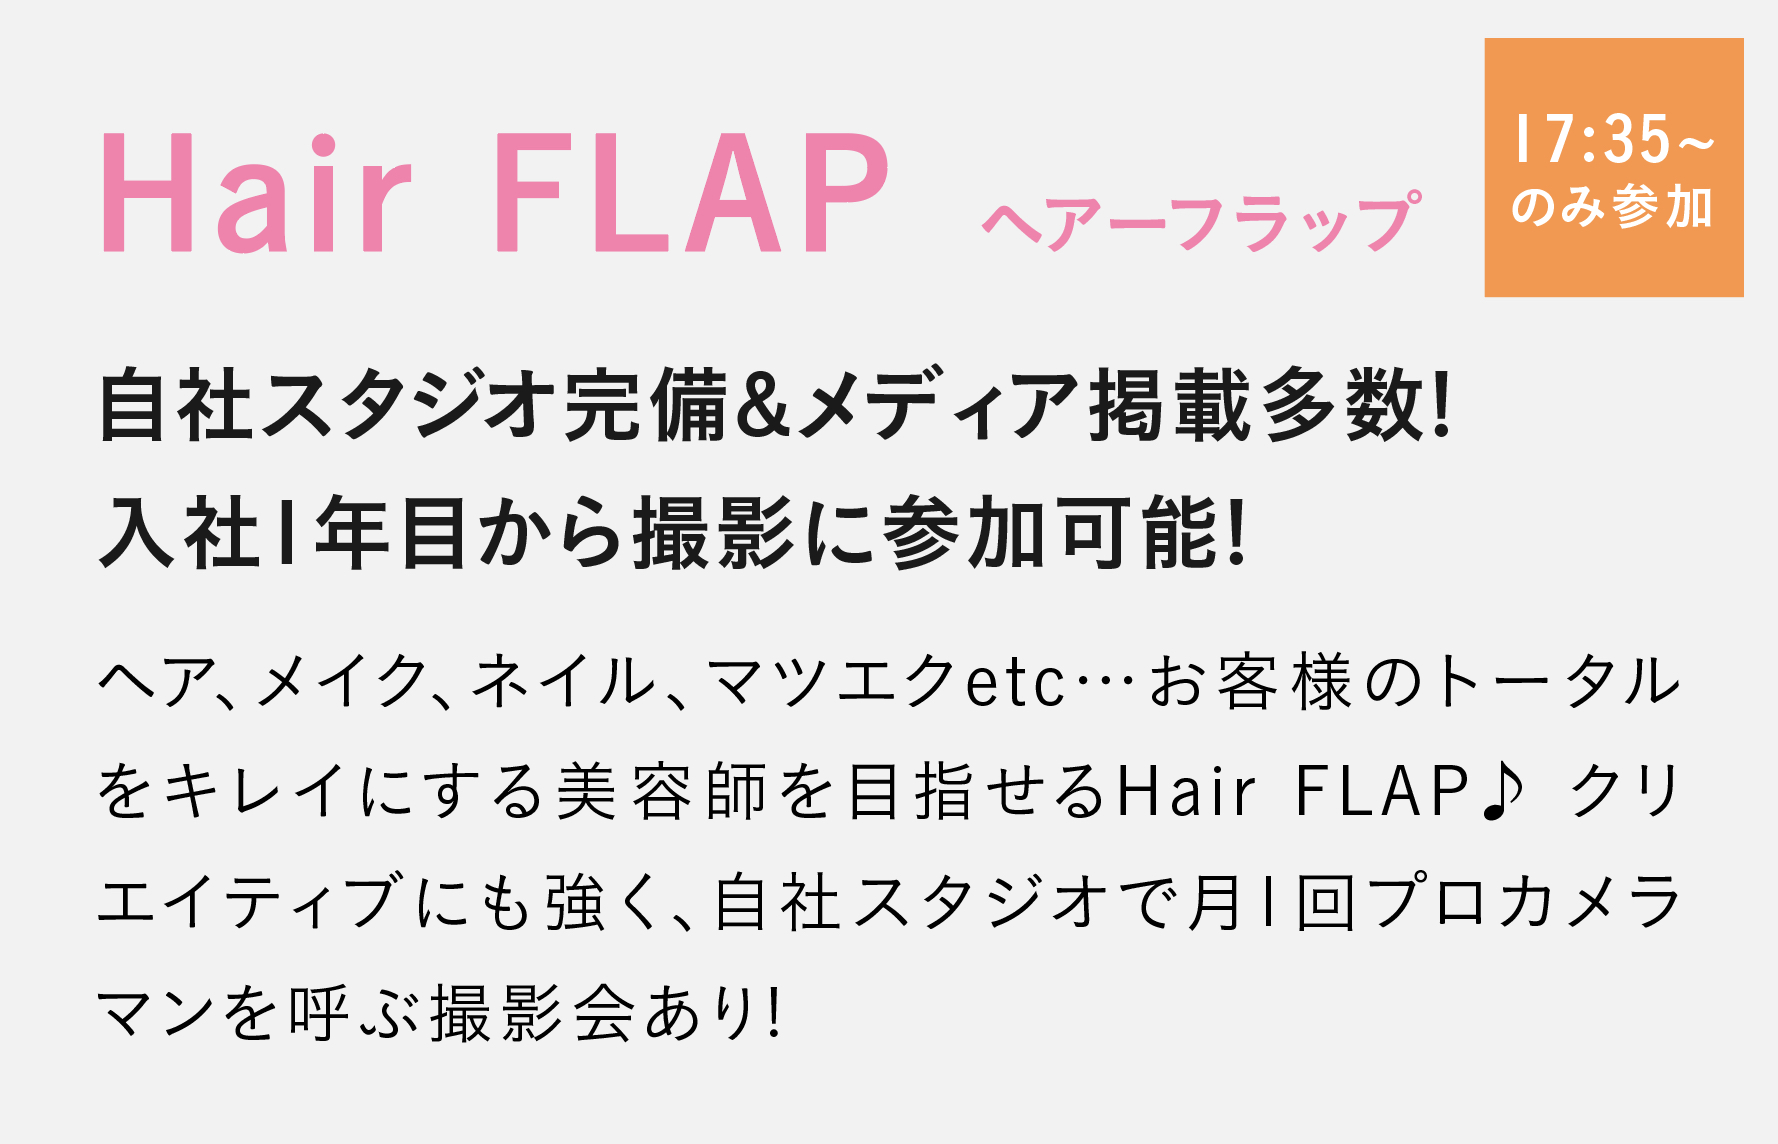 Hair FLAP ヘアーフラップ
17:35~
のみ参加
自社スタジオ完備&メディア掲載多数!
入社1年目から撮影に参加可能!
ヘア、メイク、ネイル、マツエクetc…お客様のトータル
をキレイにする美容師を目指せるHair FLAP♪ クリ
エイティブにも強く、自社スタジオで月1回プロカメラ
マンを呼ぶ撮影会あり!